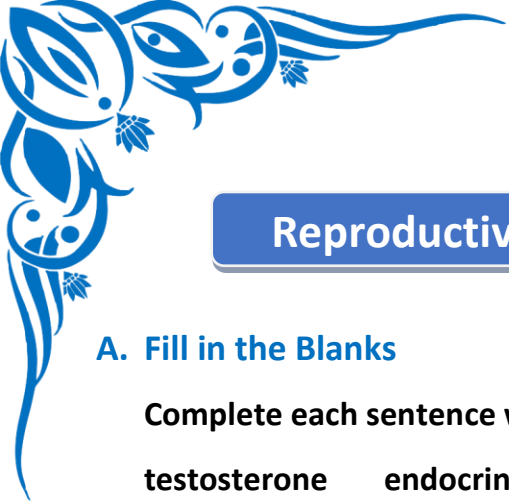 Reproductiv
A. Fill in the Blanks
Complete each sentence
testosterone endocrin